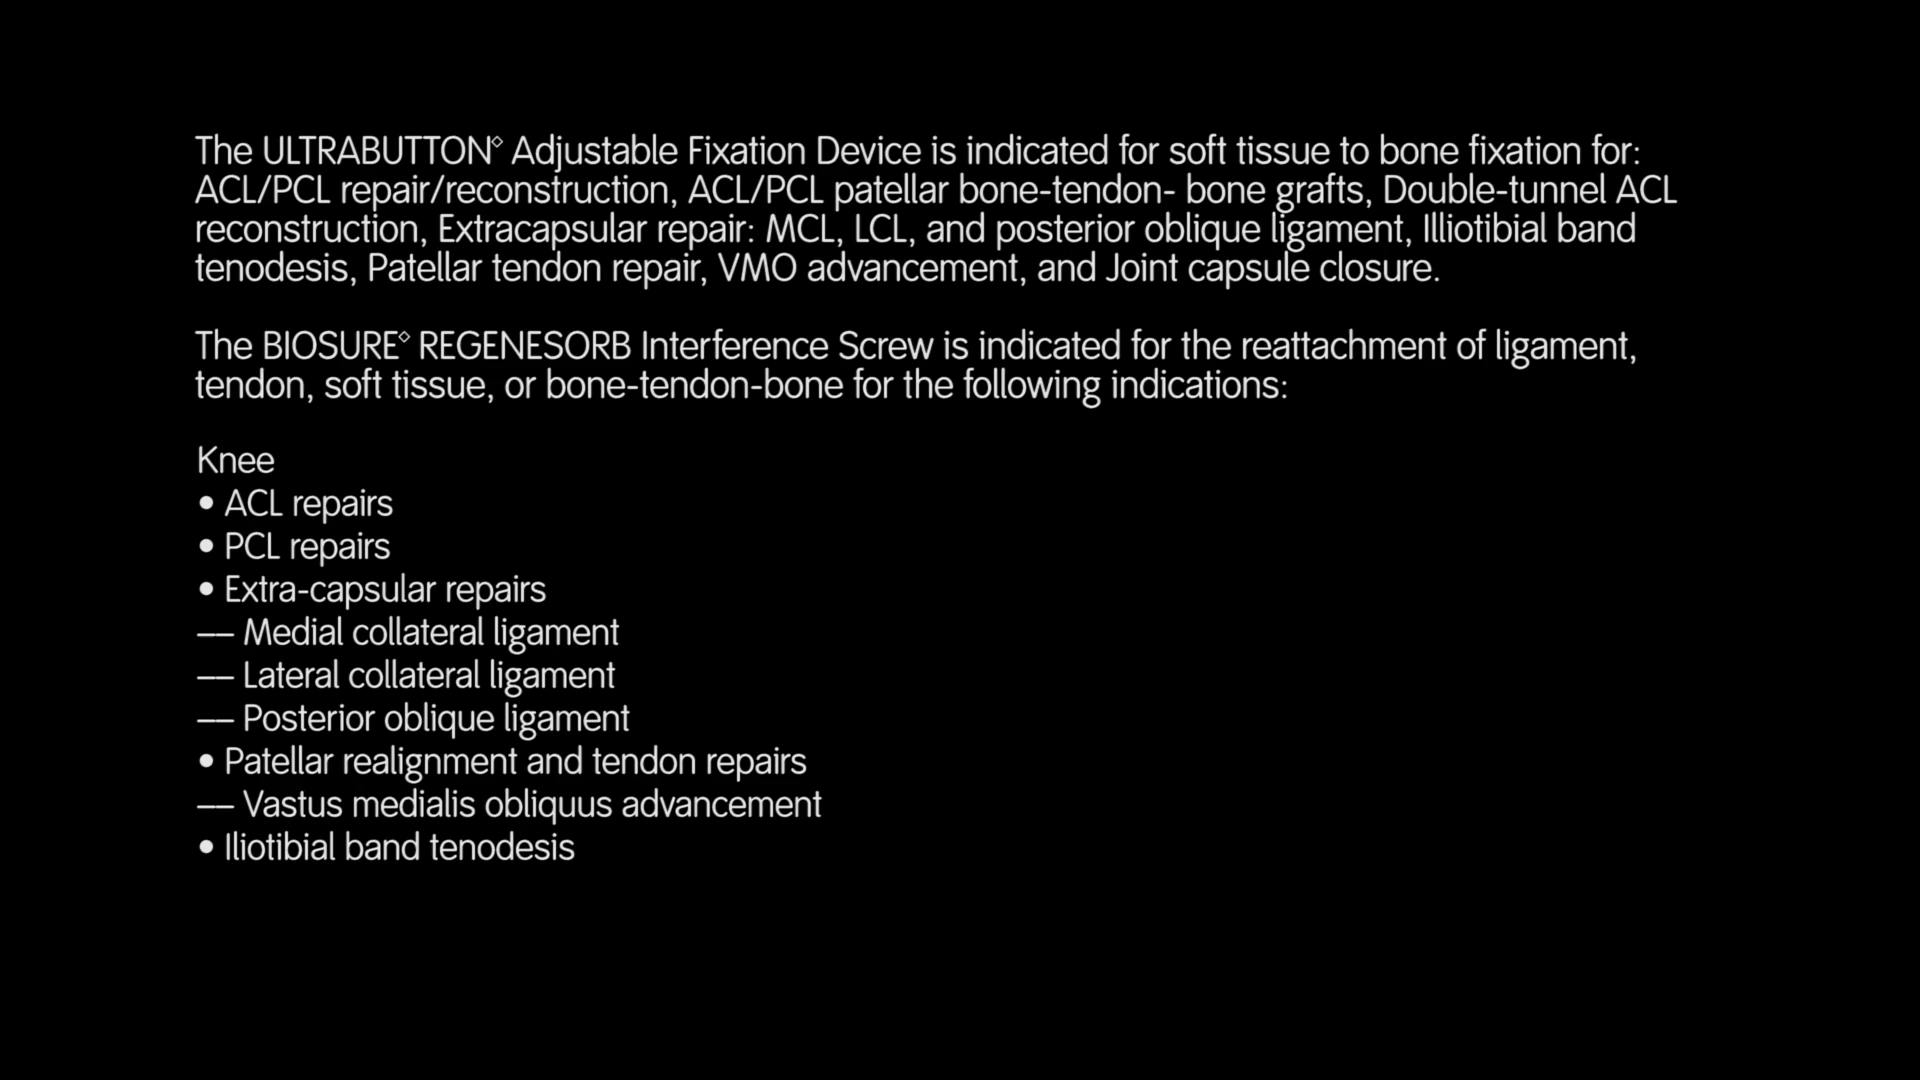 The ULTRABUTTON◇ Adjustable Fixation Device is indicated for soft tissue to bone fixation for:
ACL/PCL repair/reconstruction, ACL/PCL patellar bone-tendon- bone grafts, Double-tunnel ACL
reconstruction, Extracapsular repair: MCL, LCL, and posterior oblique ligament, Illiotibial band
tenodesis, Patellar tendon repair, VMO advancement, and Joint capsule closure.
The BIOSURE◇ REGENESORB Interference Screw is indicated for the reattachment of ligament,
tendon, soft tissue, or bone-tendon-bone for the following indications:
Knee
• ACL repairs
• PCL repairs
• Extra-capsular repairs
–– Medial collateral ligament
–– Lateral collateral ligament
–– Posterior oblique ligament
• Patellar realignment and tendon repairs
–– Vastus medialis obliquus advancement
• Iliotibial band tenodesis